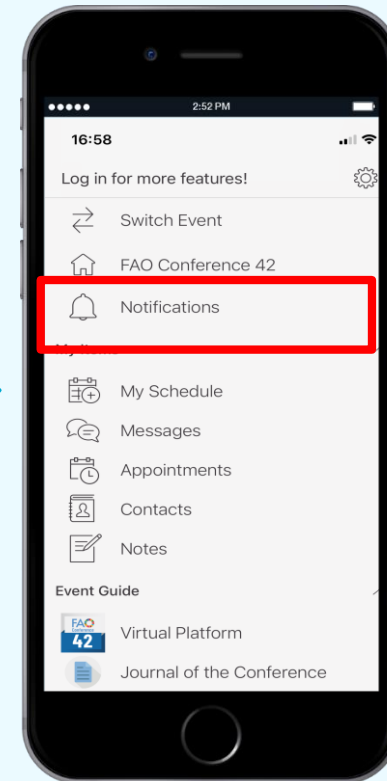 2:52 PM
16:58
Log in for more features!
Switch Event
FAO Conference 42
Notifications
My Schedule
Messages
Appointments
Contacts
Notes
Event Guide
FAO
42
Virtual Platform
Journal of the Conference